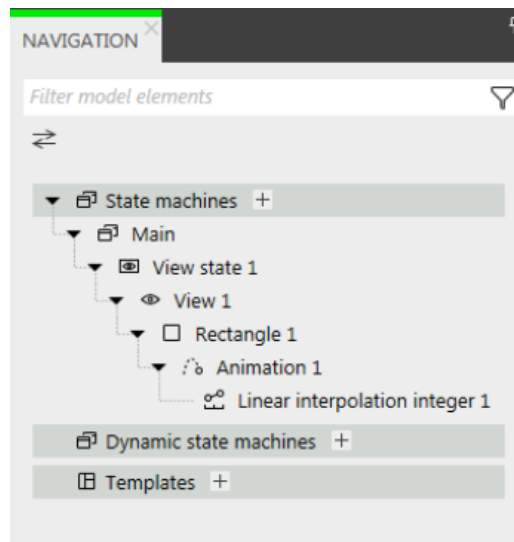 NAVIGATION
Filter model elements
State machines
Main
View state 1
View 1
Rectangle 1
Animation 1
Linear interpolation integer 1
Dynamic state machines
Templates